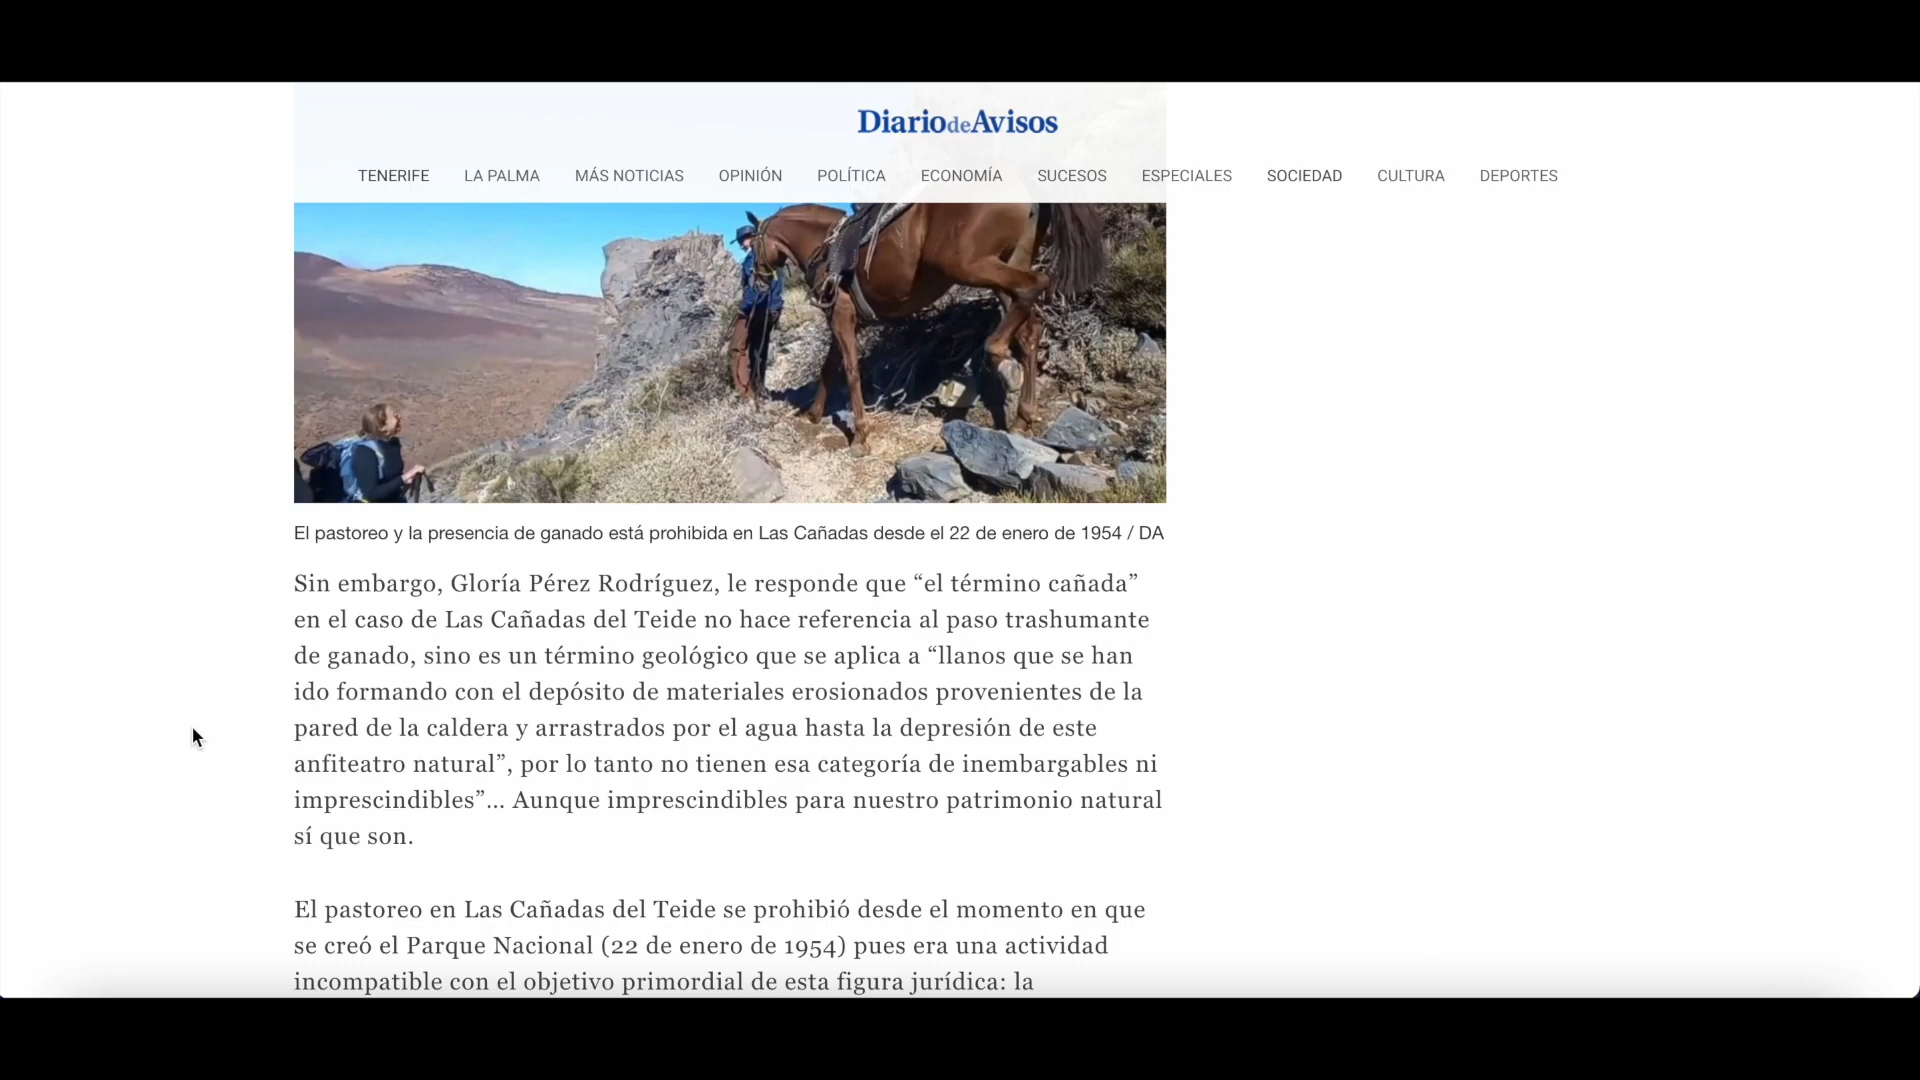 DiariodeAvisos
TENERIFE LA PALMA MÁS NOTICIAS OPINIÓN POLÍTICA ECONOMÍA SUCESOS ESPECIALES SOCIEDAD CULTURA DEPORTES
El pastoreo y la presencia de ganado está prohibida en Las Cañadas desde el 22 de enero de 1954 / DA
Sin embargo, Gloría Pérez Rodríguez, le responde que “el término cañada”
en el caso de Las Cañadas del Teide no hace referencia al paso trashumante
de ganado, sino es un término geológico que se aplica a “llanos que se han
ido formando con el depósito de materiales erosionados provenientes de la
pared de la caldera y arrastrados por el agua hasta la depresión de este
anfiteatro natural”, por lo tanto no tienen esa categoría de inembargables ni
imprescindibles”... Aunque imprescindibles para nuestro patrimonio natural
sí que son.
El pastoreo en Las Cañadas del Teide se prohibió desde el momento en que
se creó el Parque Nacional (22 de enero de 1954) pues era una actividad
incompatible con el objetivo primordial de esta figura jurídica: la